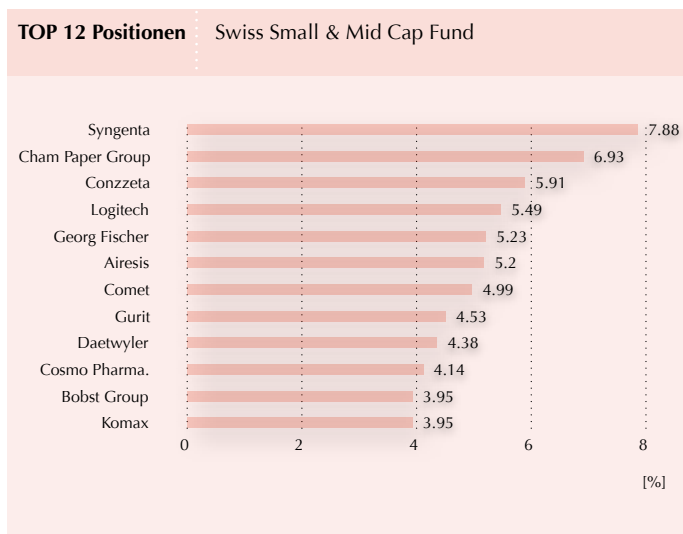 TOP 12 Positionen Swiss Small & Mid Cap Fund
Syngenta 7.88
Cham Paper Group 6.93
Conzzeta 5.91
Logitech 5.49
Georg Fischer 5.23
Airesis 5.2
Comet 4.99
Gurit 4.53
Daetwyler 4.38
Cosmo Pharma. 4.14
Bobst Group 3.95
Komax 3.95
0 2 4 6 8
[%]